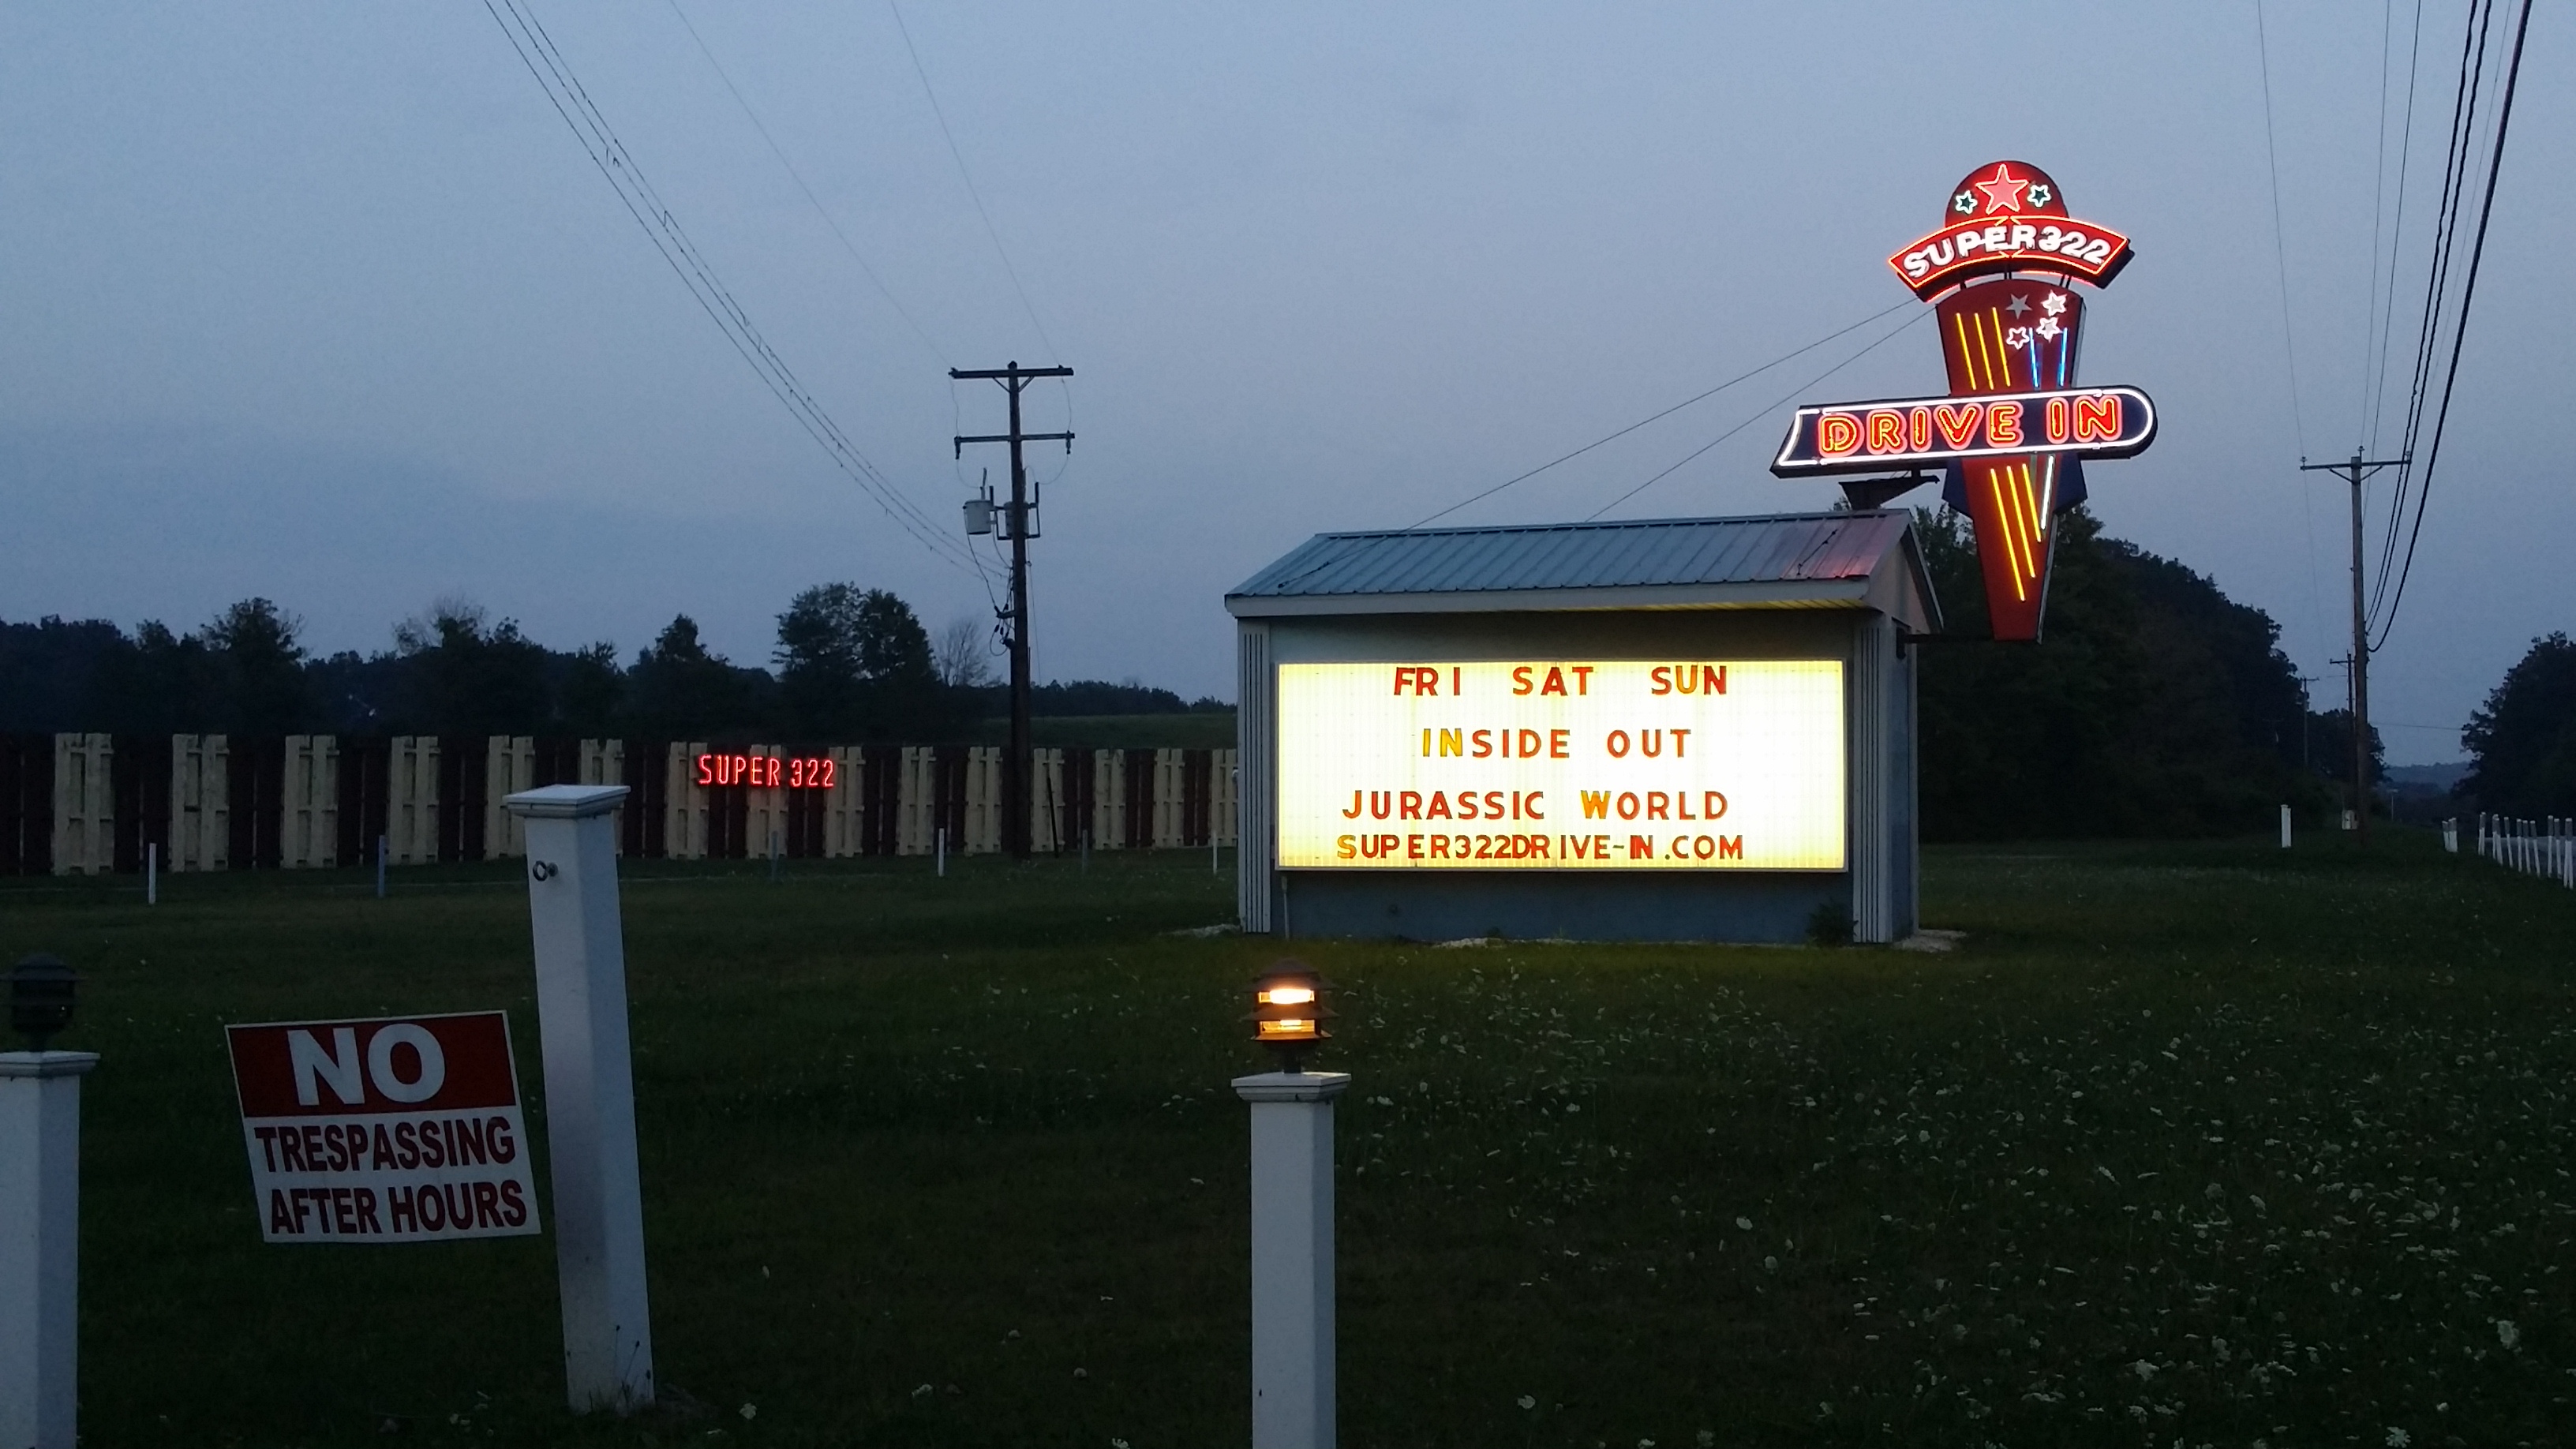 SUPER 322
DRIVE IN
FRI SAT SUN
INSIDE OUT
JURASSIC WORLD
SUPER322DRIVE-IN.COM
SUPER 322
NO
TRESPASSING
AFTER HOURS